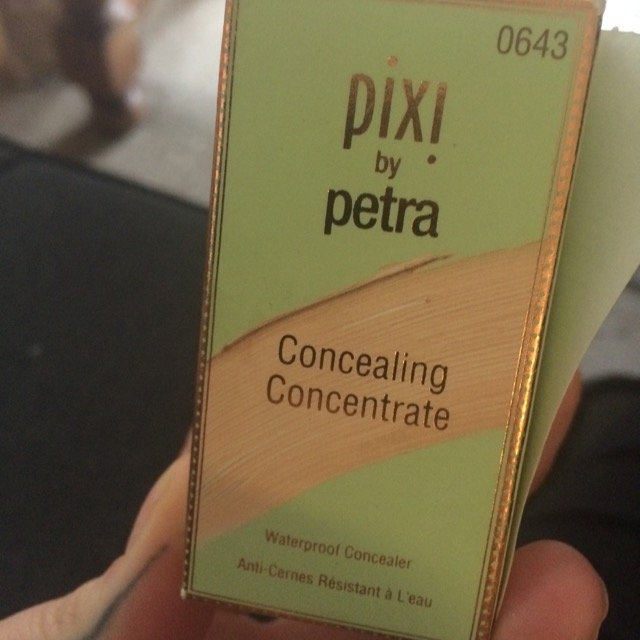 0643
pixi
by
petra
Concealing
Concentrate
Waterproof Concealer
Anti-Cernes Résistant à L'eau